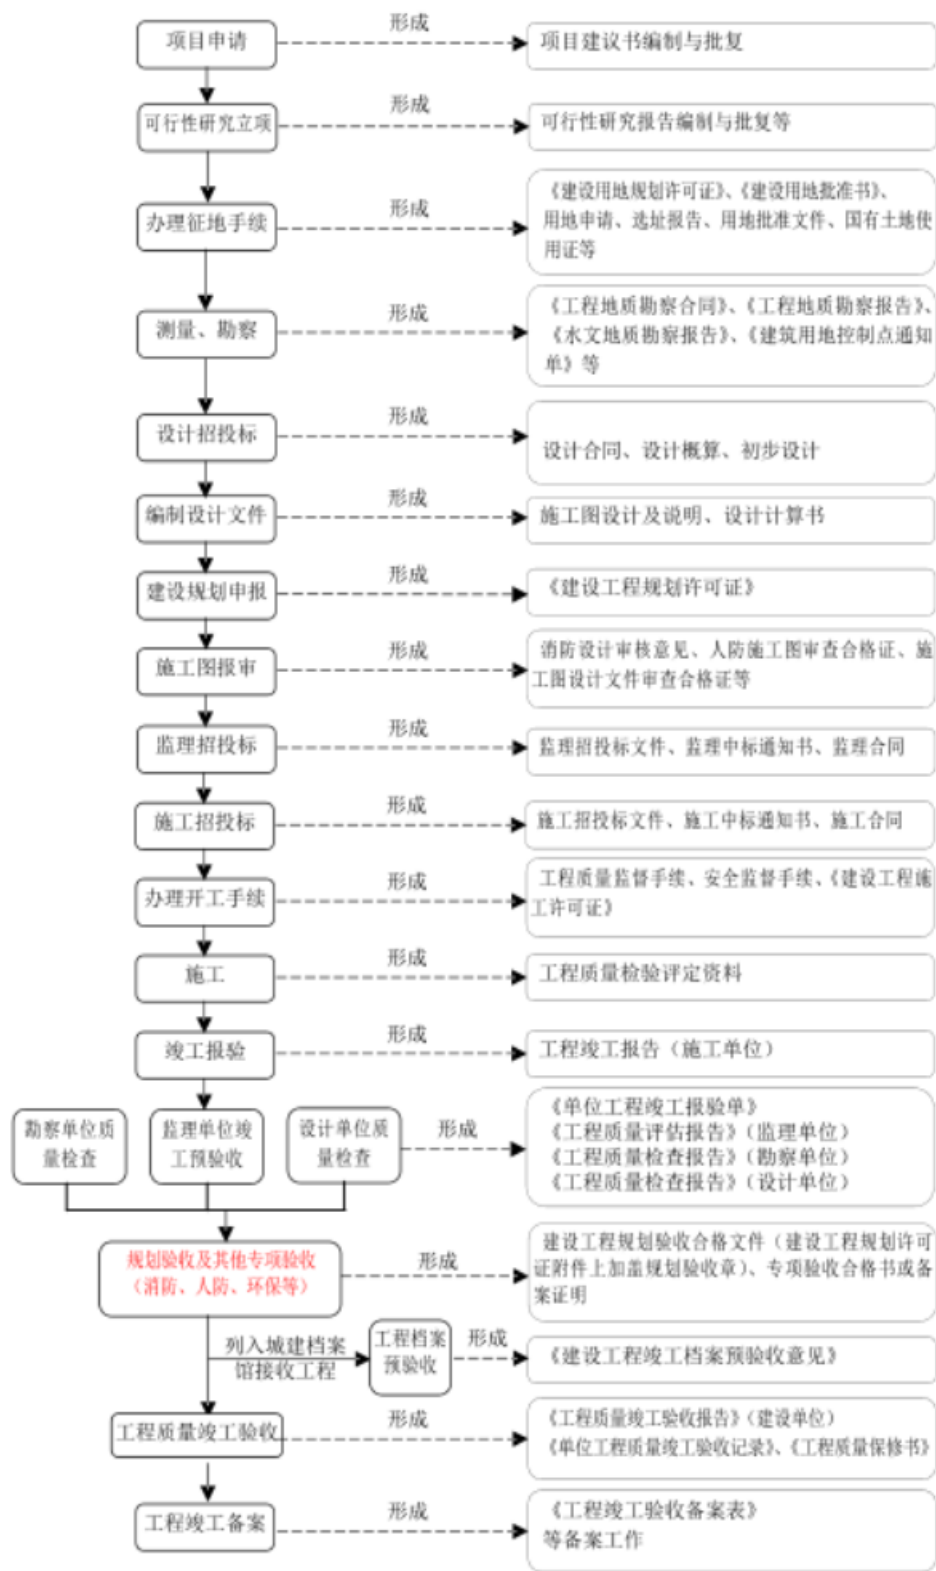 项目申请
形成
项目建议书编制与批复
可行性研究立项
形成
可行性研究报告编制与批复等
办理征地手续
形成
《建设用地规划许可证》、《建设用地批准书》、
用地申请、选址报告、用地批准文件、国有土地使
用证等
测量、勘察
形成
《工程地质勘察合同》、《工程地质勘察报告》、
《水文地质勘察报告》、《建筑用地控制点通知
单》等
设计招投标
形成
设计合同、设计概算、初步设计
编制设计文件
形成
施工图设计及说明、设计计算书
建设规划申报
形成
《建设工程规划许可证》
施工图报审
形成
消防设计审核意见、人防施工图审查合格证、施
工图设计文件审查合格证等
监理招投标
形成
监理招投标文件、监理中标通知书、监理合同
施工招投标
形成
施工招投标文件、施工中标通知书、施工合同
办理开工手续
形成
工程质量监督手续、安全监督手续、《建设工程施
工许可证》
施工
形成
工程质量检验评定资料
竣工报验
形成
工程竣工报告（施工单位）
勘察单位质
量检查
监理单位竣
工预验收
设计单位质
量检查
形成
《单位工程竣工报验单》
《工程质量评估报告》（监理单位）
《工程质量检查报告》（勘察单位）
《工程质量检查报告》（设计单位）
规划验收及其他专项验收
（消防、人防、环保等）
形成
建设工程规划验收合格文件（建设工程规划许可
证附件上加盖规划验收章）、专项验收合格书或备
案证明
列入城建档案
馆接收工程
工程档案
预验收
形成
《建设工程竣工档案预验收意见》
工程质量竣工验收
形成
《工程质量竣工验收报告》（建设单位）
《单位工程质量竣工验收记录》、《工程质量保修书》
工程竣工备案
形成
《工程竣工验收备案表》
等备案工作